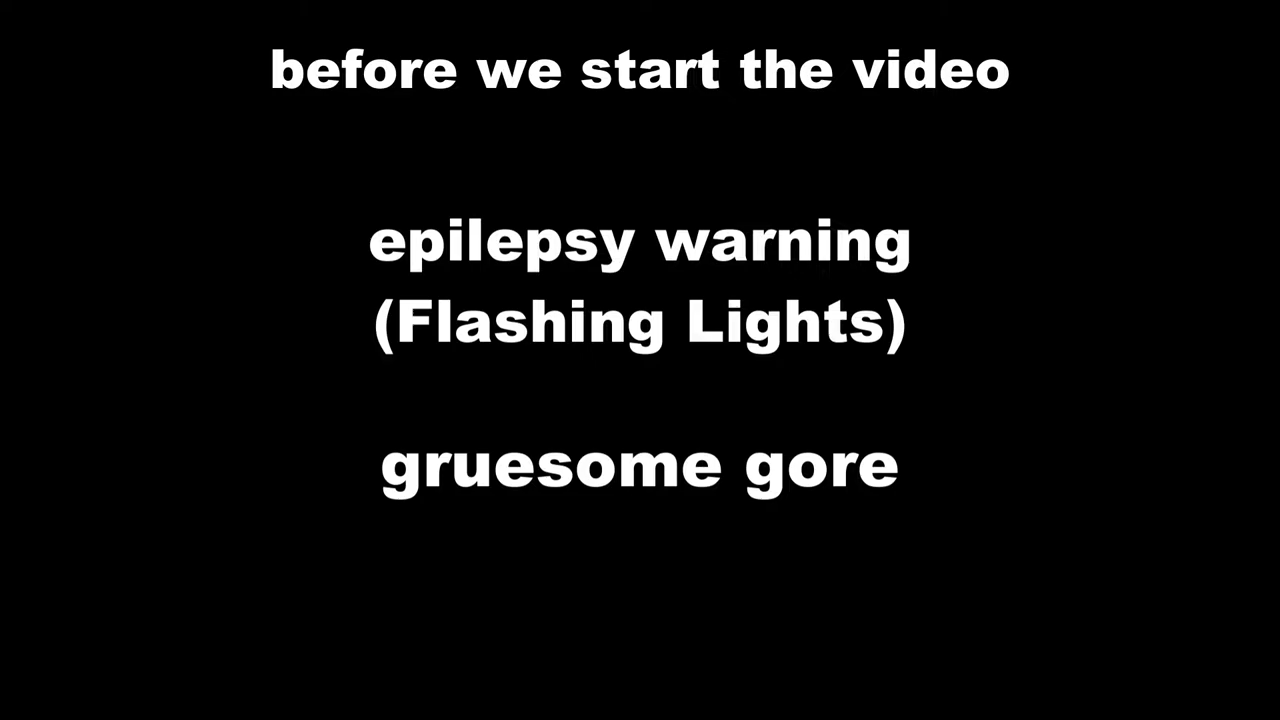 before we start the video
epilepsy warning
(Flashing Lights)
gruesome gore